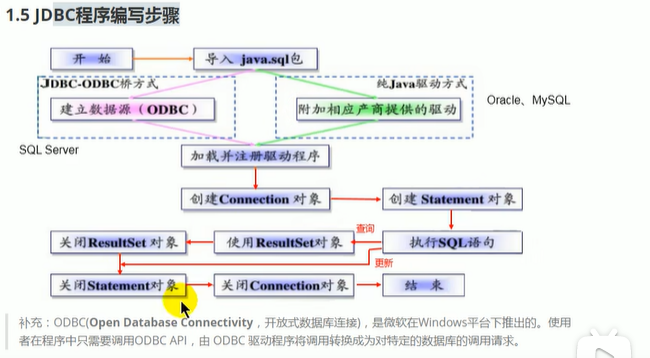 1.5 JDBC程序编写步骤
开 始
导入 java.sql包
JDBC-ODBC桥方式
纯Java驱动方式
建立数据源（ODBC）
附加相应产商提供的驱动
Oracle、MySQL
SQL Server
加载并注册驱动程序
创建Connection 对象
创建 Statement 对象
查询
关闭ResultSet 对象
使用ResultSet对象
执行SQL语句
更新
关闭Statement对象
关闭Connection对象
结 束
补充：ODBC(Open Database Connectivity，开放式数据库连接)，是微软在Windows平台下推出的。使用
者在程序中只需要调用ODBC API，由 ODBC 驱动程序将调用转换成为对特定的数据库的调用请求。